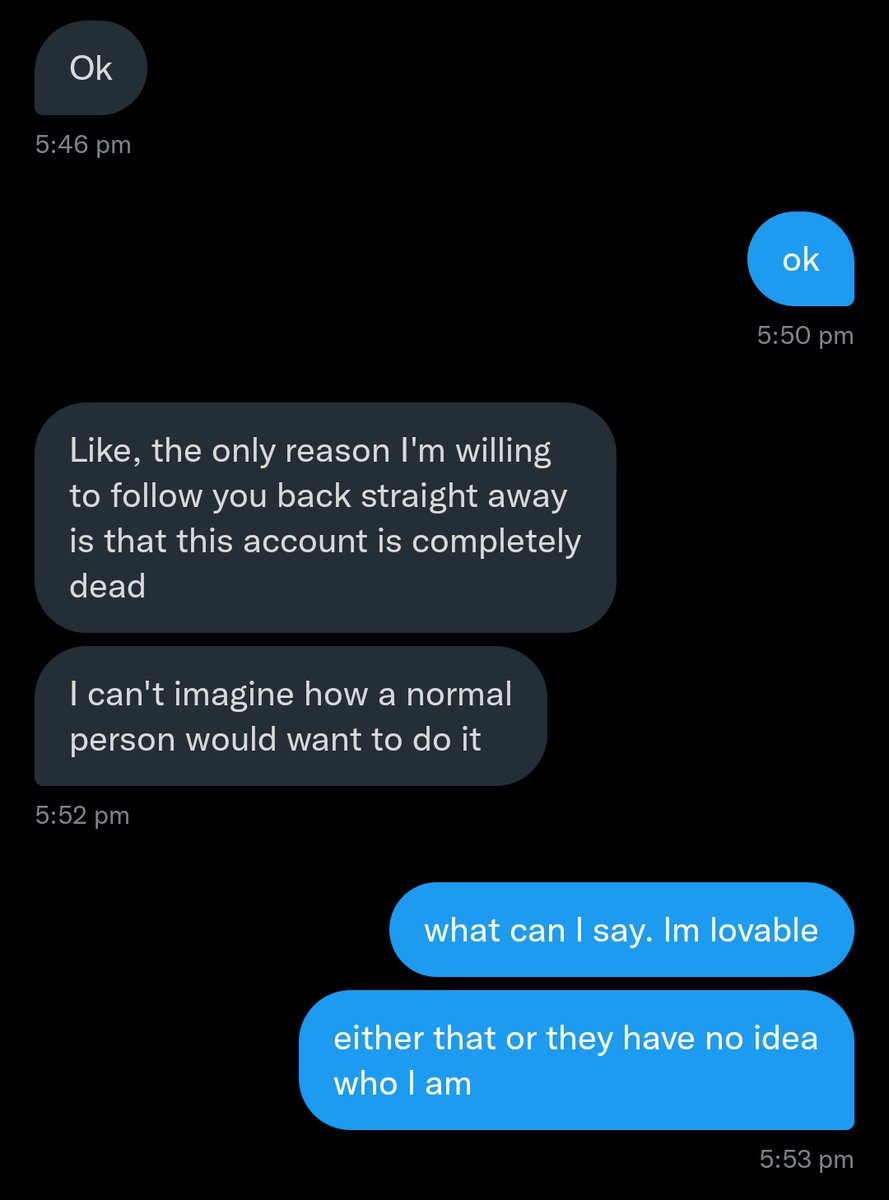 Ok
5:46 pm
ok
5:50 pm
Like, the only reason I'm willing
to follow you back straight away
is that this account is completely
dead
I can't imagine how a normal
person would want to do it
5:52 pm
what can I say. Im lovable
either that or they have no idea
who I am
5:53 pm